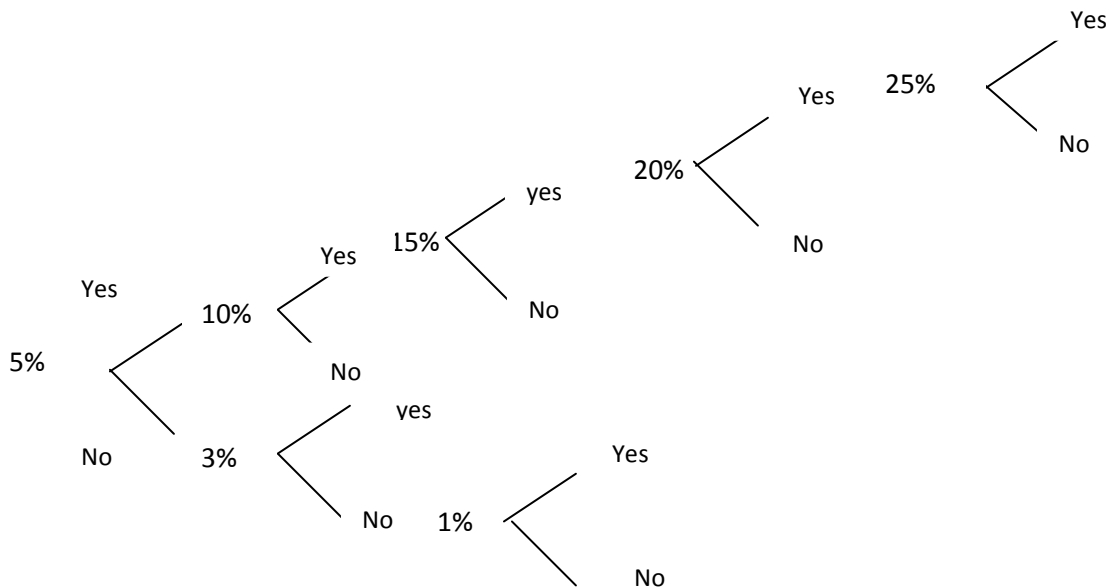 Yes
25%
Yes
No
20%
yes
15%
No
Yes
Yes
10%
No
5%
No
yes
No
3%
Yes
No
1%
No